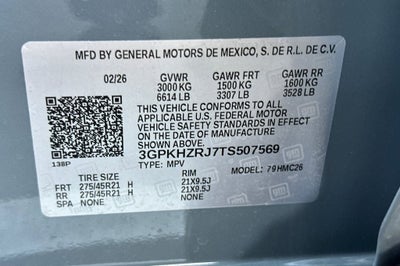 MFD BY GENERAL MOTORS DE MEXICO, S. DE R.L. DE C.V.
02/26 GVWR GAWR FRT GAWR RR
3000 KG 1500 KG 1600 KG
6614 LB 3307 LB 3528 LB
THIS VEHICLE CONFORMS TO ALL APPLICABLE
U.S. FEDERAL MOTOR VEHICLE
SAFETY STANDARDS IN EFFECT ON THE
DATE OF MANUFACTURE SHOWN ABOVE.
3GPKHZRJ7TS507569
138P TYPE: MPV MODEL: 79HMC26
TIRE SIZE RIM
FRT 275/45R21 H 21X9.5J
RR 275/45R21 H 21X9.5J
SPA NONE NONE